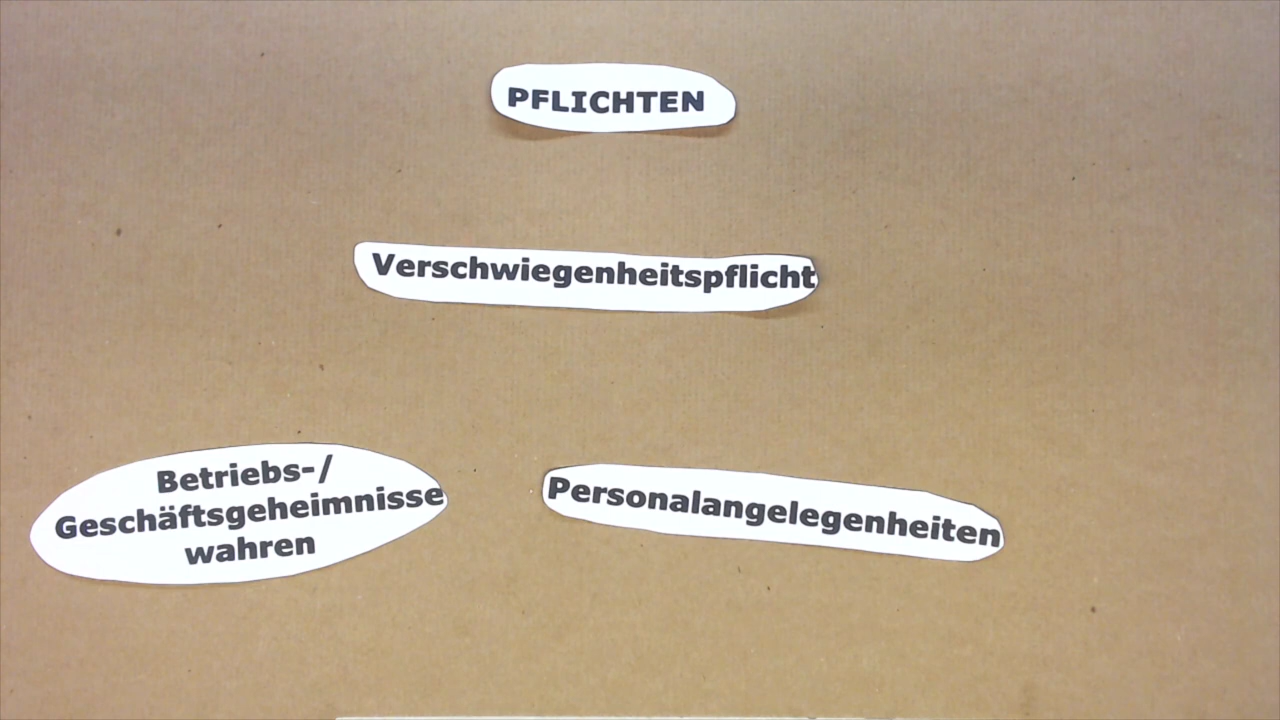 PFLICHTEN
Verschwiegenheitspflicht
Betriebs-/
Geschäftsgeheimnisse
wahren
Personalangelegenheiten